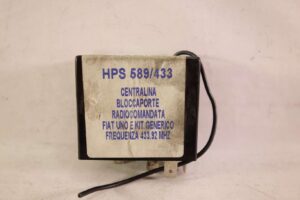 HPS 589/433
CENTRALINA
BLOCCAPORTE
RADIOCOMANDATA
FIAT UNO E KIT GENERICO
FREQUENZA 433.92 MHZ